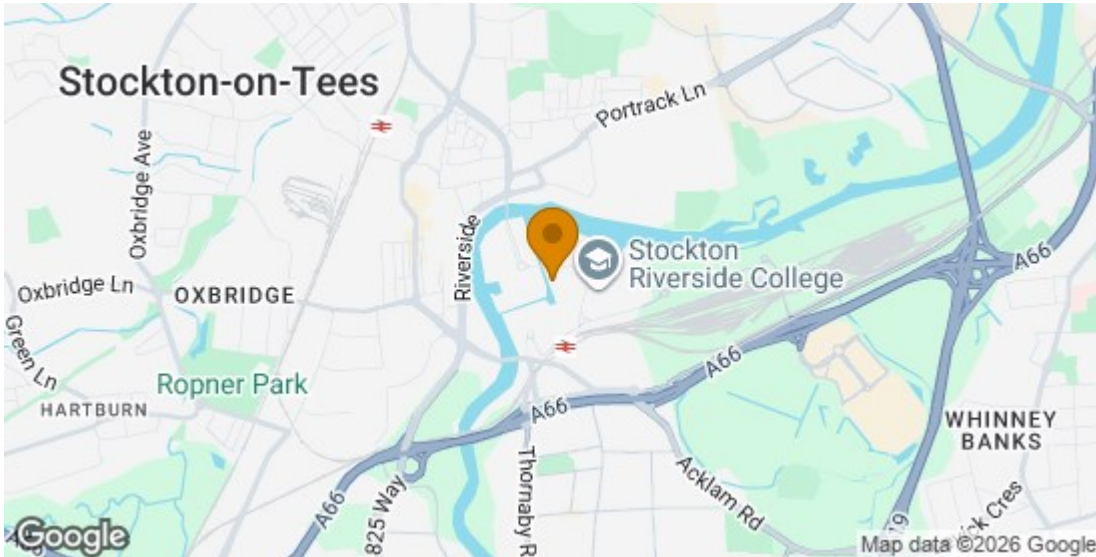 Stockton-on-Tees
Portrack Ln
Oxbridge Ave
Riverside
Stockton
Riverside College
A66
Oxbridge Ln
OXBRIDGE
Green Ln
A66
Ropner Park
HARTBURN
A66
WHINNEY
BANKS
Thornaby R
Acklam Rd
A66
825 Way
Google
Map data ©2026 Google